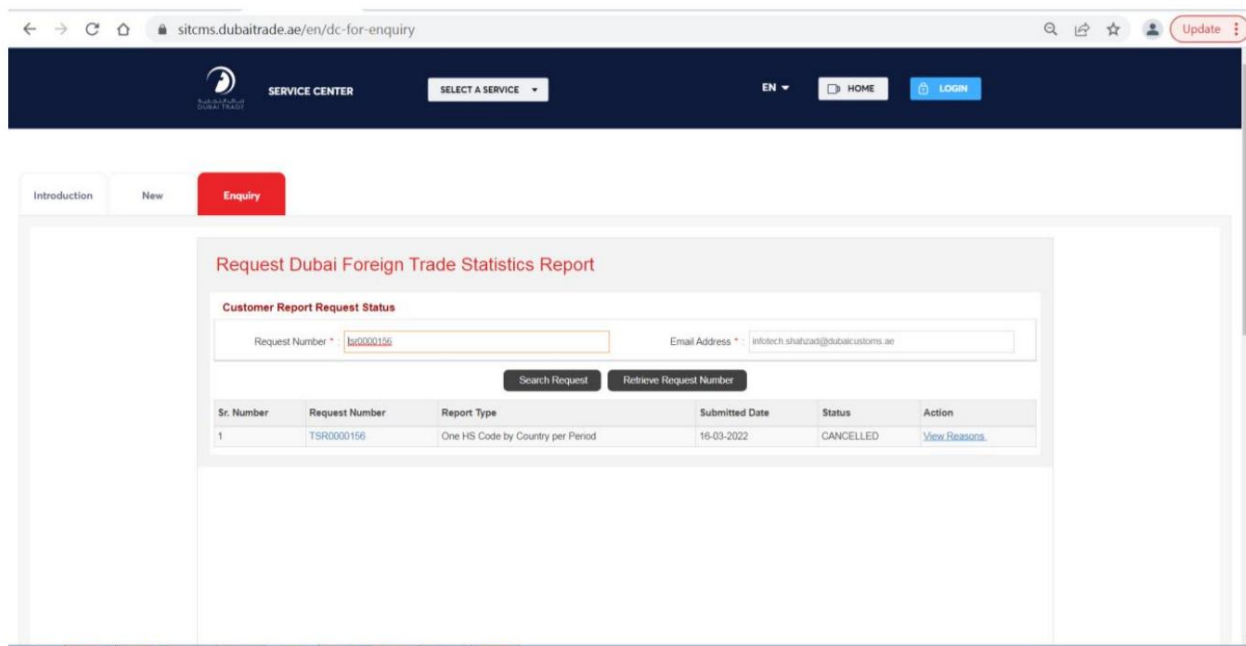 sitcms.dubaitrade.ae/en/dc-for-enquiry Update
DUBAI TRADE SERVICE CENTER SELECT A SERVICE EN HOME LOGIN
Introduction New Enquiry
Request Dubai Foreign Trade Statistics Report
Customer Report Request Status
Request Number * : tsr0000156 Email Address * : infotech.shahzad@dubaicustoms.ae
Search Request Retrieve Request Number
Sr. Number Request Number Report Type Submitted Date Status Action
1 TSR0000156 One HS Code by Country per Period 16-03-2022 CANCELLED View Reasons